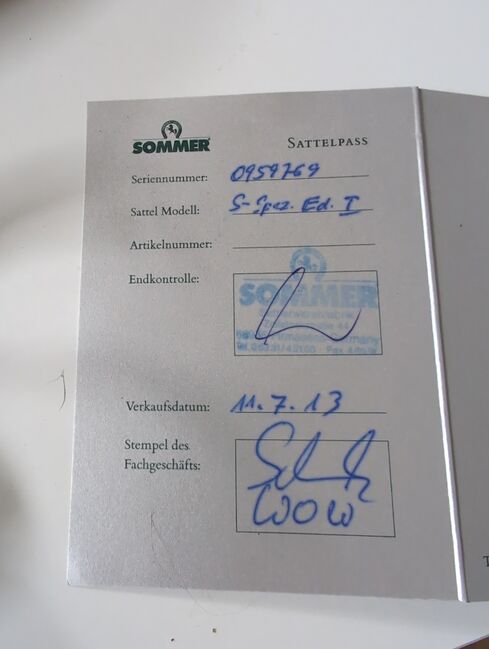 SOMMER
SATTELPASS
Seriennummer: 0959769
Sattel Modell: S-Spez. Ed. I
Artikelnummer:
Endkontrolle:
SOMMER
Verkaufsdatum: 11.7.13
Stempel des
Fachgeschäfts:
WOW